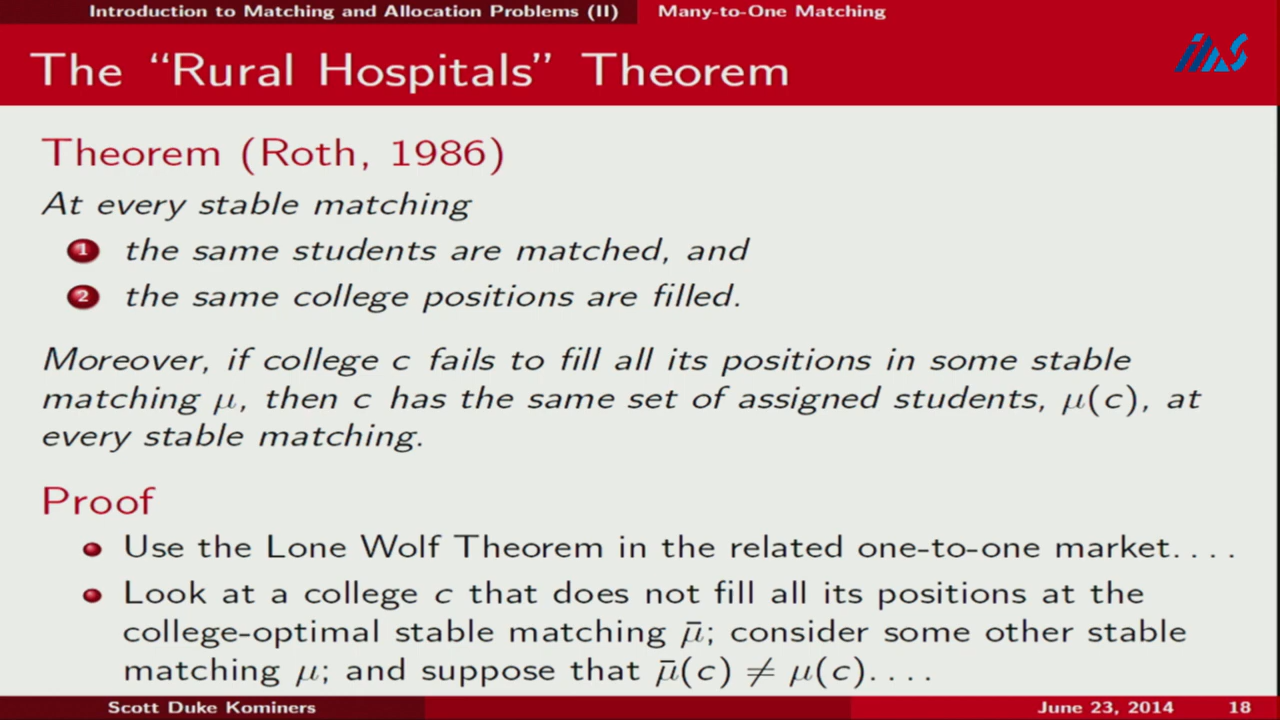 Introduction to Matching and Allocation Problems (II) Many-to-One Matching
The “Rural Hospitals” Theorem
ias
Theorem (Roth, 1986)
At every stable matching
1 the same students are matched, and
2 the same college positions are filled.
Moreover, if college c fails to fill all its positions in some stable
matching μ, then c has the same set of assigned students, μ(c), at
every stable matching.
Proof
Use the Lone Wolf Theorem in the related one-to-one market. . . .
Look at a college c that does not fill all its positions at the
college-optimal stable matching μ̄; consider some other stable
matching μ; and suppose that μ̄(c) ≠ μ(c). . . .
Scott Duke Kominers June 23, 2014 18